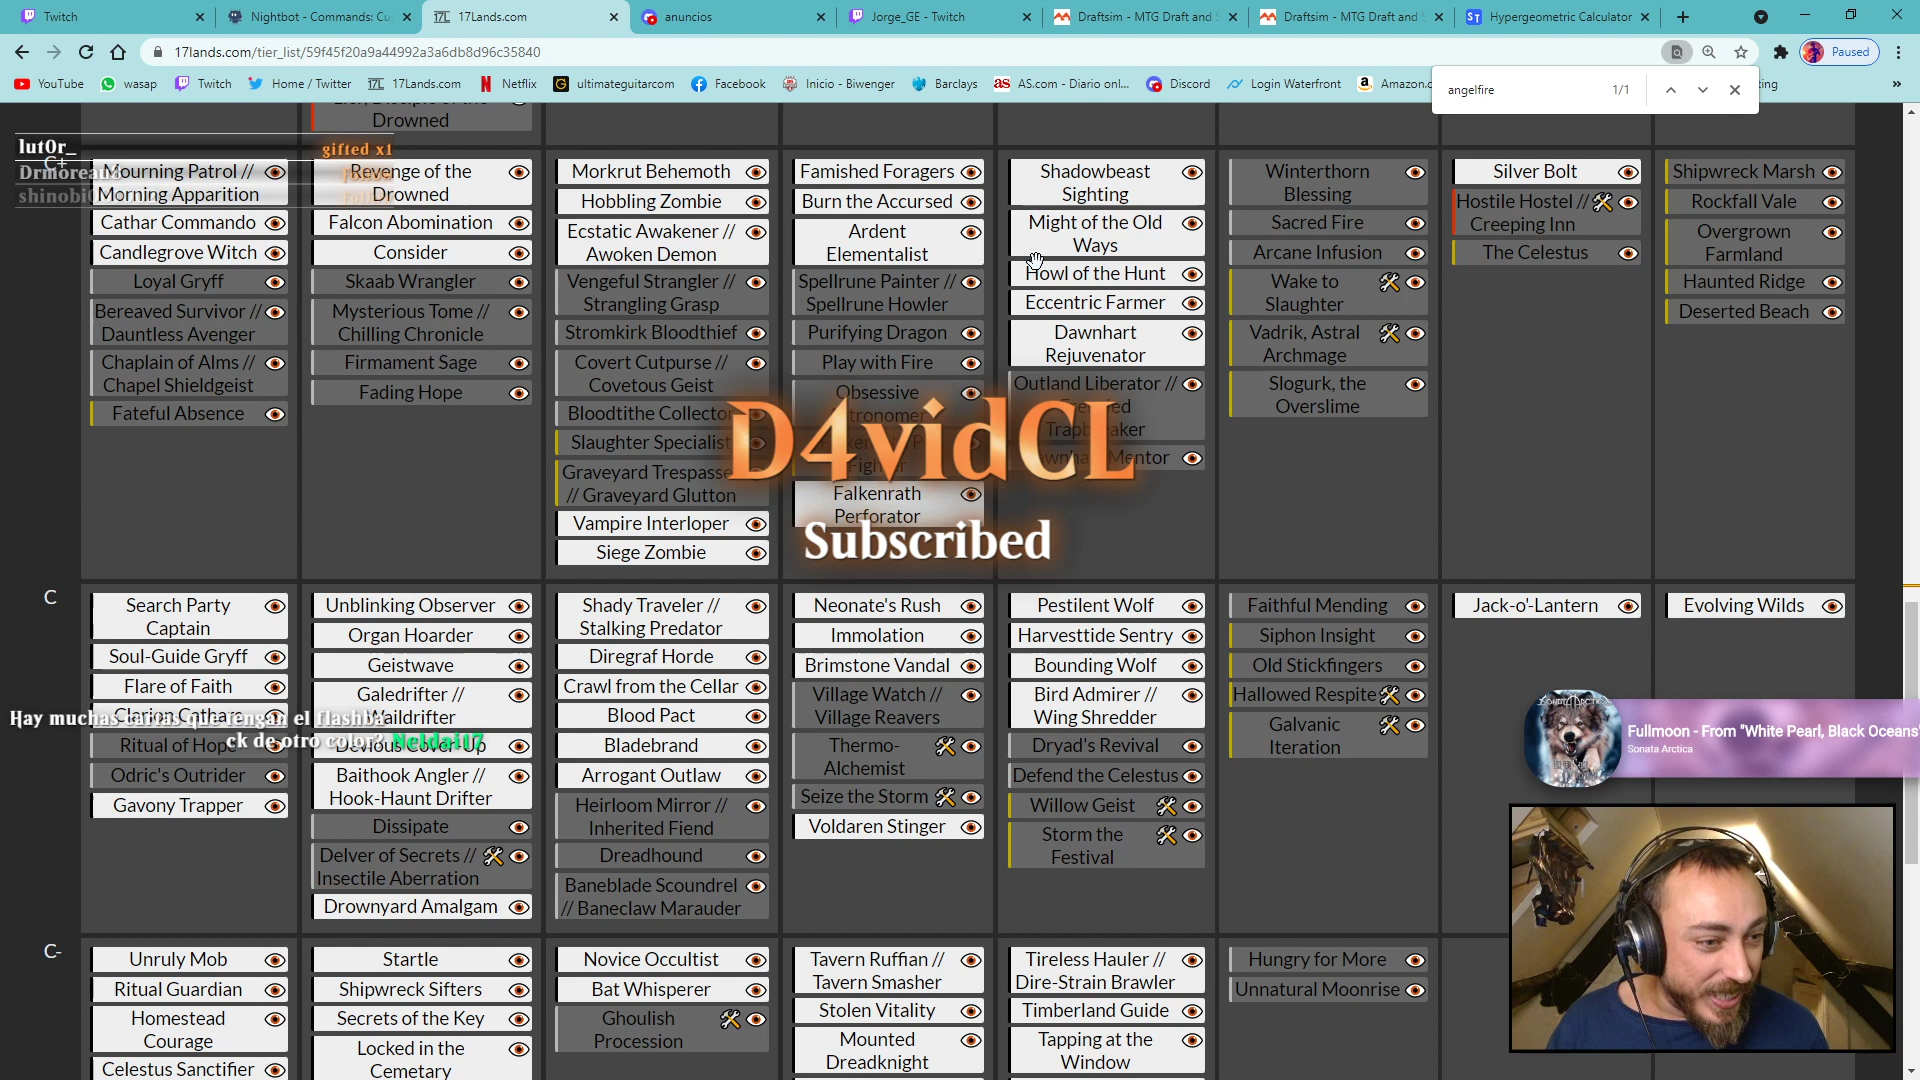 Twitch
Nightbot - Commands: Cu
17Lands.com
anuncios
Jorge_GE - Twitch
Draftsim - MTG Draft and S
Draftsim - MTG Draft and S
Hypergeometric Calculator
17lands.com/tier_list/59f45f20a9a44992a3a6db8d96c35840
Paused
YouTube
wasap
Twitch
Home / Twitter
17Lands.com
Netflix
ultimateguitarcom
Facebook
Inicio - Biwenger
Barclays
AS.com - Diario onl...
Discord
Login Waterfront
Amazon.c
angelfire
1/1
Drowned
lut0r_
gifted x1
C+
Mourning Patrol //
Morning Apparition
Cathar Commando
Candlegrove Witch
Loyal Gryff
Bereaved Survivor //
Dauntless Avenger
Chaplain of Alms //
Chapel Shieldgeist
Fateful Absence
Revenge of the
Drowned
Falcon Abomination
Consider
Skaab Wrangler
Mysterious Tome //
Chilling Chronicle
Firmament Sage
Fading Hope
Morkrut Behemoth
Hobbling Zombie
Ecstatic Awakener //
Awoken Demon
Vengeful Strangler //
Strangling Grasp
Stromkirk Bloodthief
Covert Cutpurse //
Covetous Geist
Bloodtithe Collector
Slaughter Specialist
Graveyard Trespasse
// Graveyard Glutton
Vampire Interloper
Siege Zombie
Famished Foragers
Burn the Accursed
Ardent
Elementalist
Spellrune Painter //
Spellrune Howler
Purifying Dragon
Play with Fire
Obsessive
Falkenrath
Perforator
Shadowbeast
Sighting
Might of the Old
Ways
Howl of the Hunt
Eccentric Farmer
Dawnhart
Rejuvenator
Outland Liberator //
Mentor
Winterthorn
Blessing
Sacred Fire
Arcane Infusion
Wake to
Slaughter
Vadrik, Astral
Archmage
Slogurk, the
Overslime
Silver Bolt
Hostile Hostel //
Creeping Inn
The Celestus
Shipwreck Marsh
Rockfall Vale
Overgrown
Farmland
Haunted Ridge
Deserted Beach
D4vidCL
Subscribed
C
Search Party
Captain
Soul-Guide Gryff
Flare of Faith
Clarion Cathars
Ritual of Hope
Odric's Outrider
Gavony Trapper
Hay muchas cartas que tengan el flashba
ck de otro color? Neldai17
Unblinking Observer
Organ Hoarder
Geistwave
Galedrifter //
Waildrifter
Devious Cover-Up
Baithook Angler //
Hook-Haunt Drifter
Dissipate
Delver of Secrets //
Insectile Aberration
Drownyard Amalgam
Shady Traveler //
Stalking Predator
Diregraf Horde
Crawl from the Cellar
Blood Pact
Bladebrand
Arrogant Outlaw
Heirloom Mirror //
Inherited Fiend
Dreadhound
Baneblade Scoundrel
// Baneclaw Marauder
Neonate's Rush
Immolation
Brimstone Vandal
Village Watch //
Village Reavers
Thermo-
Alchemist
Seize the Storm
Voldaren Stinger
Pestilent Wolf
Harvesttide Sentry
Bounding Wolf
Bird Admirer //
Wing Shredder
Dryad's Revival
Defend the Celestus
Willow Geist
Storm the
Festival
Faithful Mending
Siphon Insight
Old Stickfingers
Hallowed Respite
Galvanic
Iteration
Jack-o'-Lantern
Evolving Wilds
Fullmoon - From "White Pearl, Black Oceans"
Sonata Arctica
C-
Unruly Mob
Ritual Guardian
Homestead
Courage
Celestus Sanctifier
Startle
Shipwreck Sifters
Secrets of the Key
Locked in the
Cemetary
Novice Occultist
Bat Whisperer
Ghoulish
Procession
Tavern Ruffian //
Tavern Smasher
Stolen Vitality
Mounted
Dreadknight
Tireless Hauler //
Dire-Strain Brawler
Timberland Guide
Tapping at the
Window
Hungry for More
Unnatural Moonrise